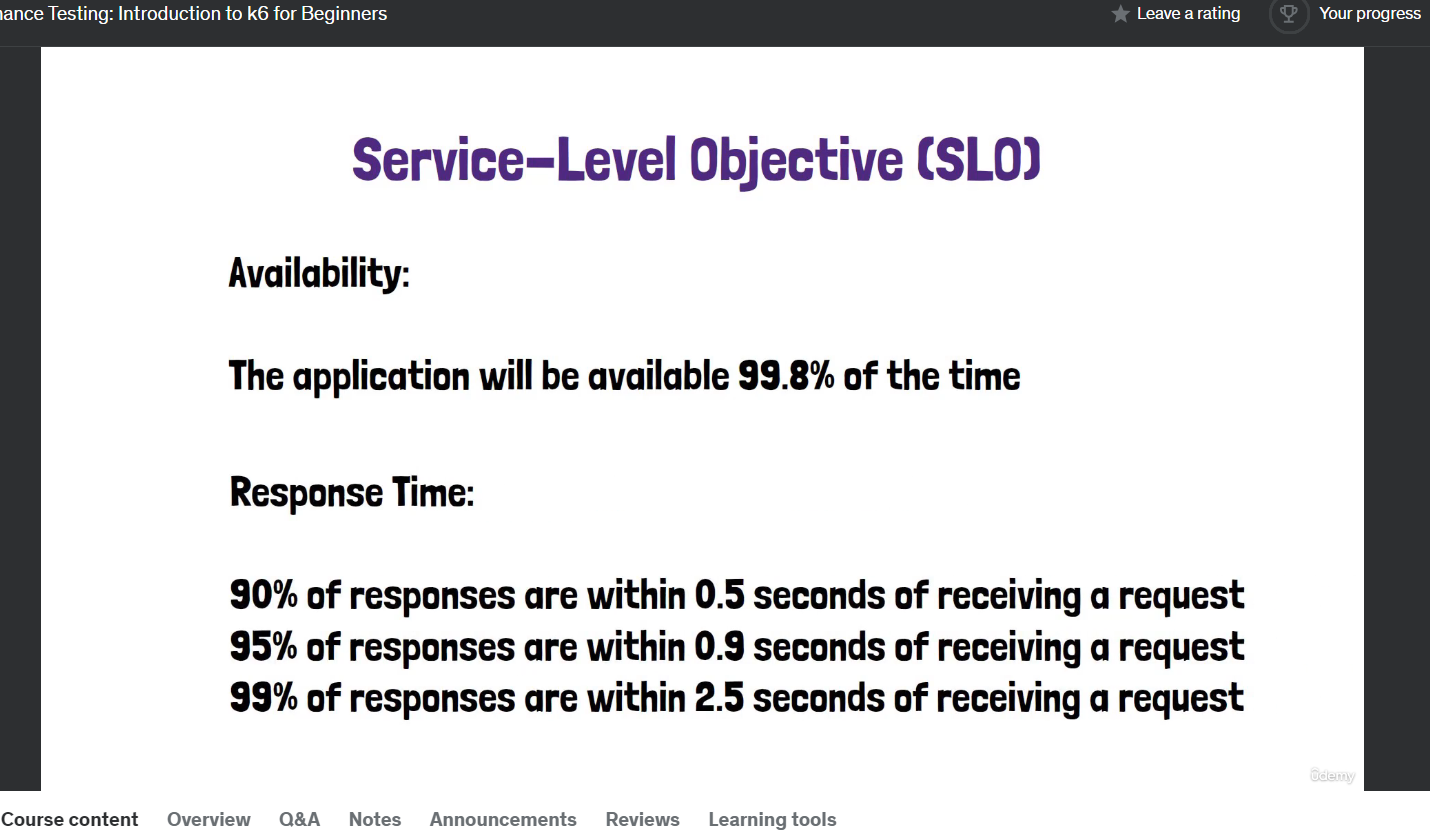 nance Testing: Introduction to k6 for Beginners
Leave a rating
Your progress
Service-Level Objective (SLO)
Availability:
The application will be available 99.8% of the time
Response Time:
90% of responses are within 0.5 seconds of receiving a request
95% of responses are within 0.9 seconds of receiving a request
99% of responses are within 2.5 seconds of receiving a request
ûdemy
Course content Overview Q&A Notes Announcements Reviews Learning tools